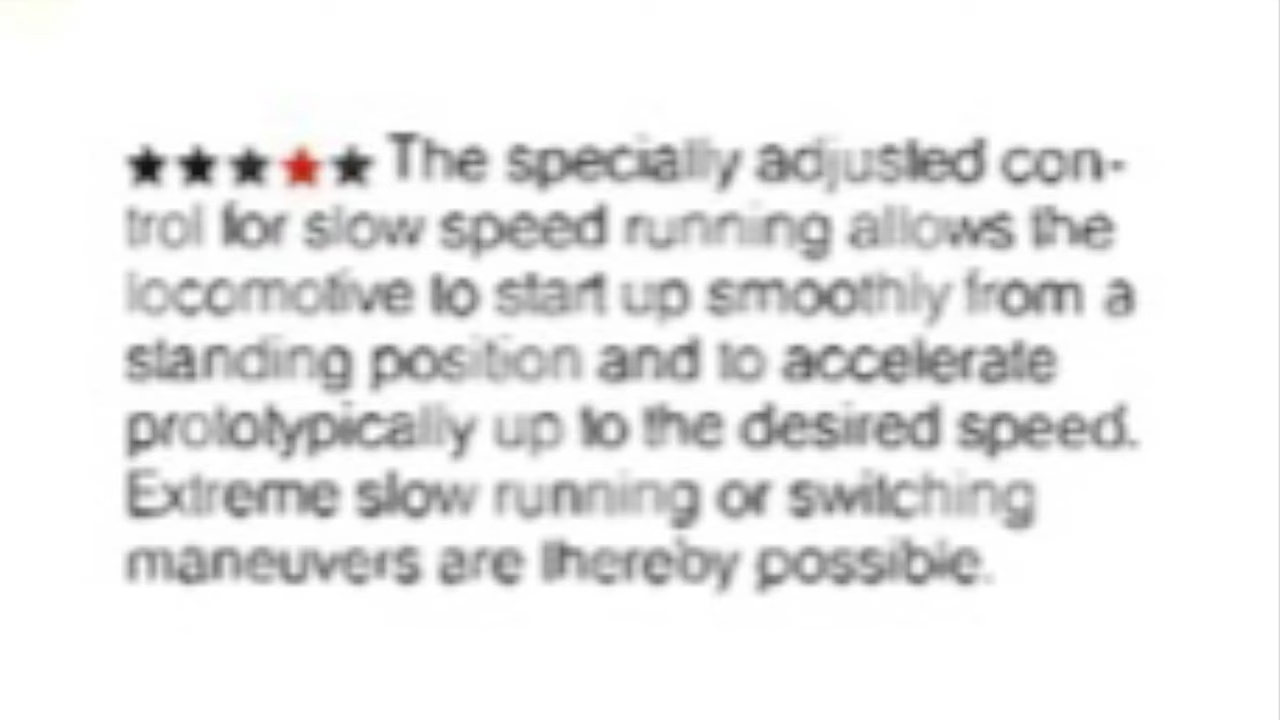 ★★★★★ The specially adjusted con-
trol for slow speed running allows the
locomotive to start up smoothly from a
standing position and to accelerate
prototypically up to the desired speed.
Extreme slow running or switching
maneuvers are thereby possible.